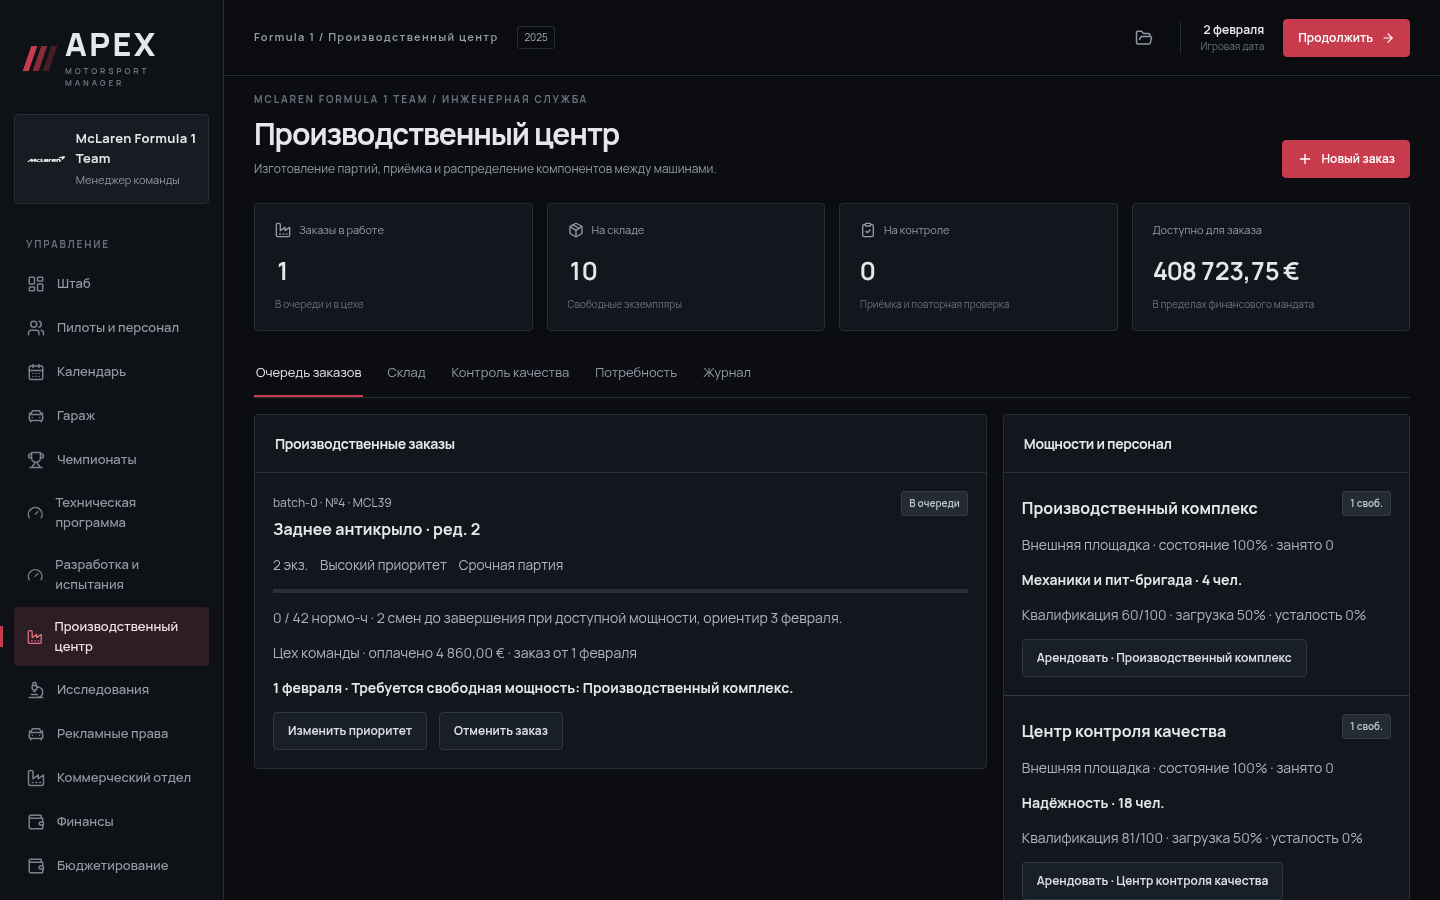 APEX
MOTORSPORT
MANAGER
McLaren
McLaren Formula 1
Team
Менеджер команды
УПРАВЛЕНИЕ
Штаб
Пилоты и персонал
Календарь
Гараж
Чемпионаты
Техническая
программа
Разработка и
испытания
Производственный
центр
Исследования
Рекламные права
Коммерческий отдел
Финансы
Бюджетирование
Formula 1 / Производственный центр
2025
2 февраля
Игровая дата
Продолжить
MCLAREN FORMULA 1 TEAM / ИНЖЕНЕРНАЯ СЛУЖБА
Производственный центр
Изготовление партий, приёмка и распределение компонентов между машинами.
Новый заказ
Заказы в работе
1
В очереди и в цехе
На складе
10
Свободные экземпляры
На контроле
0
Приёмка и повторная проверка
Доступно для заказа
408 723,75 €
В пределах финансового мандата
Очередь заказов
Склад
Контроль качества
Потребность
Журнал
Производственные заказы
batch-0 · №4 · MCL39
В очереди
Заднее антикрыло · ред. 2
2 экз. Высокий приоритет Срочная партия
0 / 42 нормо-ч · 2 смен до завершения при доступной мощности, ориентир 3 февраля.
Цех команды · оплачено 4 860,00 € · заказ от 1 февраля
1 февраля · Требуется свободная мощность: Производственный комплекс.
Изменить приоритет
Отменить заказ
Мощности и персонал
Производственный комплекс
1 своб.
Внешняя площадка · состояние 100% · занято 0
Механики и пит-бригада · 4 чел.
Квалификация 60/100 · загрузка 50% · усталость 0%
Арендовать · Производственный комплекс
Центр контроля качества
1 своб.
Внешняя площадка · состояние 100% · занято 0
Надёжность · 18 чел.
Квалификация 81/100 · загрузка 50% · усталость 0%
Арендовать · Центр контроля качества